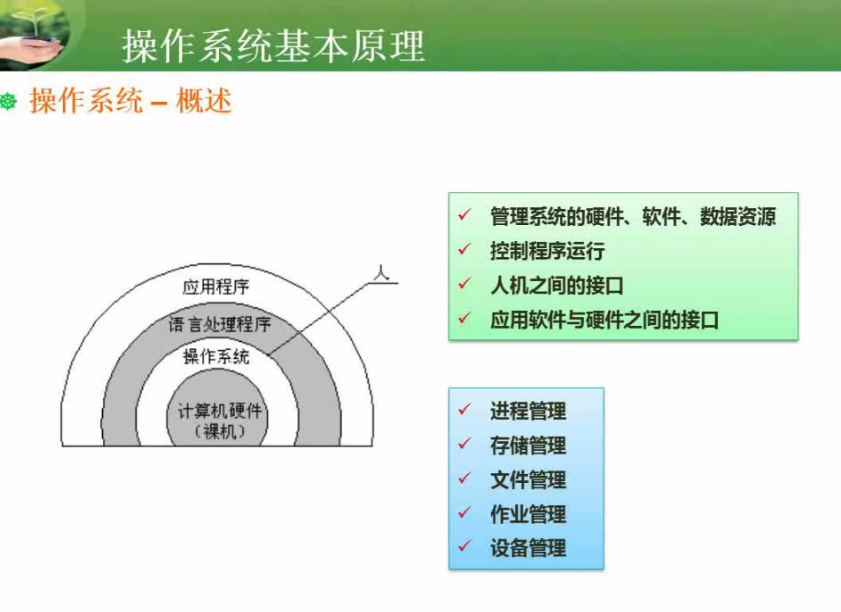 操作系统基本原理
操作系统 – 概述
应用程序
语言处理程序
操作系统
计算机硬件
（裸机）
人
管理系统的硬件、软件、数据资源
控制程序运行
人机之间的接口
应用软件与硬件之间的接口
进程管理
存储管理
文件管理
作业管理
设备管理